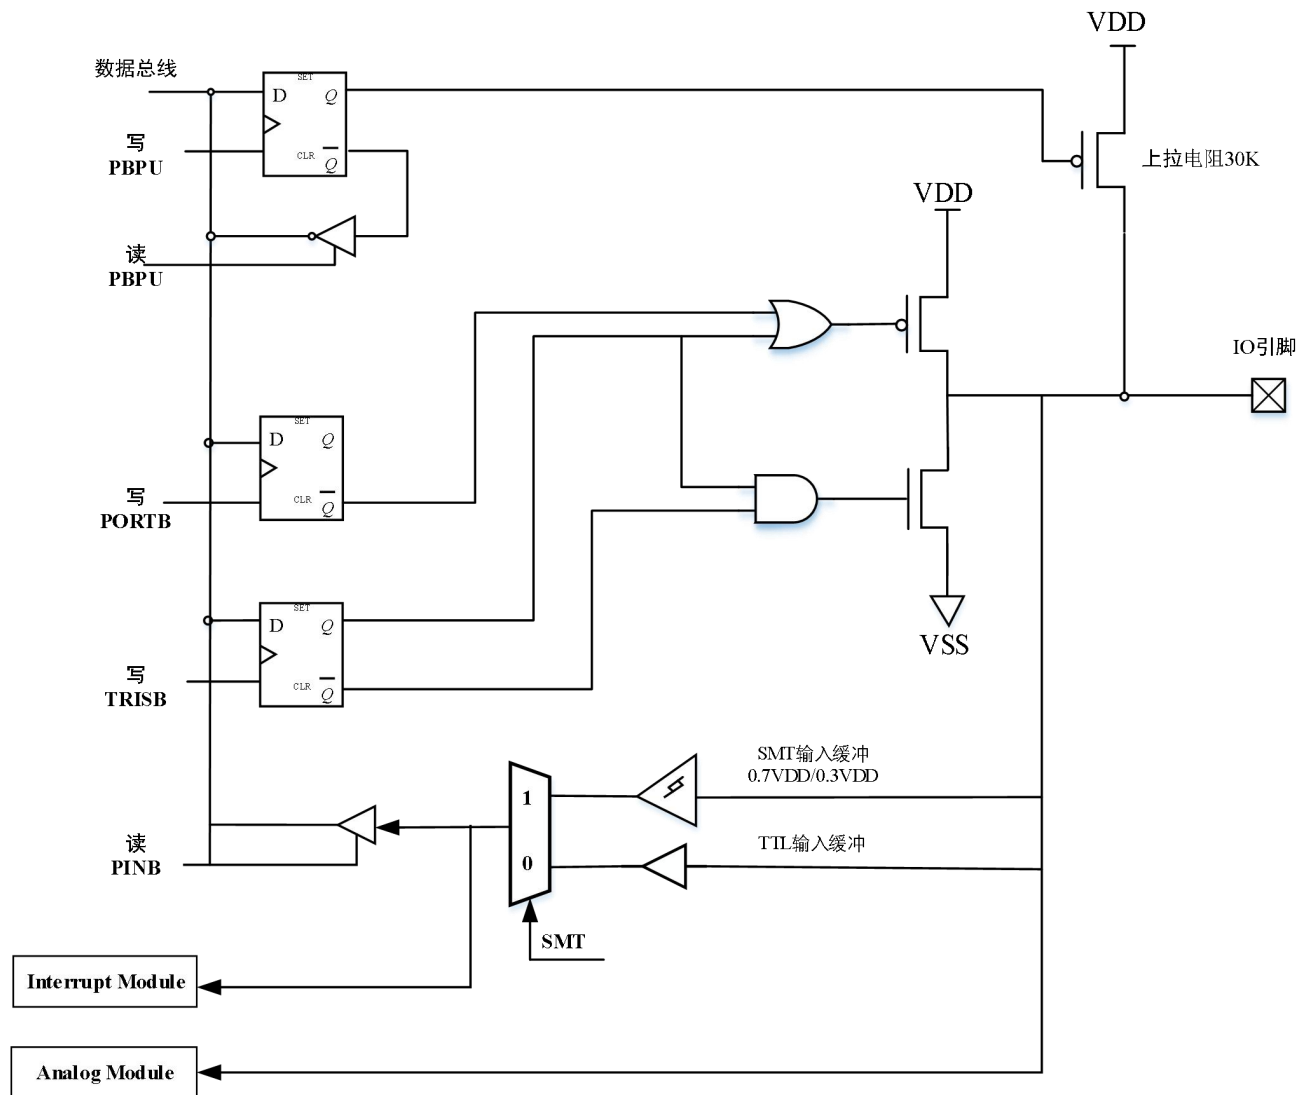 VDD
数据总线
SET
D
Q
写
PBPU
CLR
Q
上拉电阻30K
VDD
读
PBPU
IO引脚
SET
D
Q
写
PORTB
CLR
Q
SET
D
Q
VSS
写
TRISB
CLR
Q
SMT输入缓冲
0.7VDD/0.3VDD
1
读
PINB
TTL输入缓冲
0
SMT
Interrupt Module
Analog Module